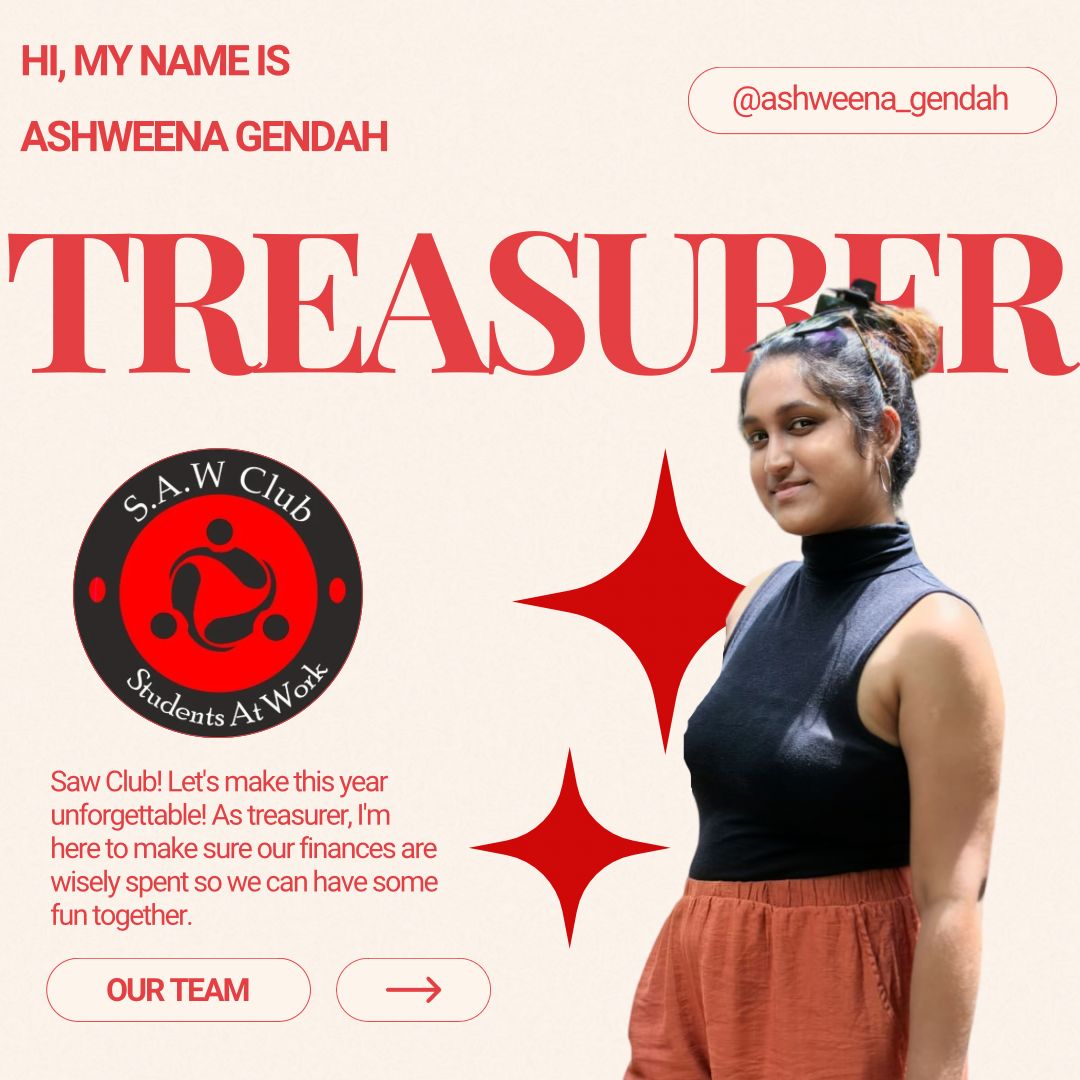 HI, MY NAME IS
ASHWEENA GENDAH
@ashweena_gendah
TREASURER
S.A.W Club
Students At Work
Saw Club! Let's make this year
unforgettable! As treasurer, I'm
here to make sure our finances are
wisely spent so we can have some
fun together.
OUR TEAM